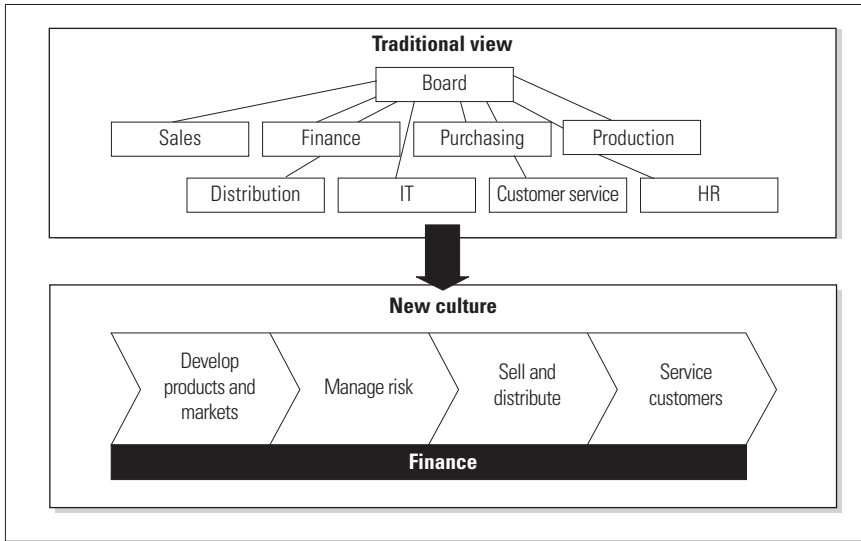 Traditional view
Board
Sales
Finance
Purchasing
Production
Distribution
IT
Customer service
HR
New culture
Develop
products and
markets
Manage risk
Sell and
distribute
Service
customers
Finance